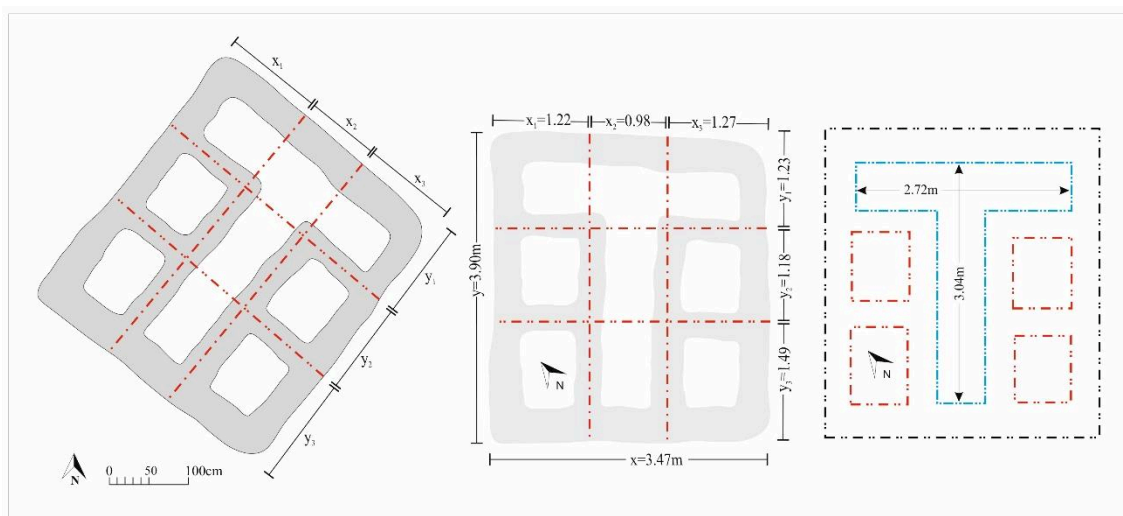 x₁
x₂
x₃
y₁
y₂
y₃
N
0 50 100cm
x₁=1.22
x₂=0.98
x₃=1.27
y₁=1.23
y₂=1.18
y₃=1.49
y=3.90m
x=3.47m
N
2.72m
3.04m
N